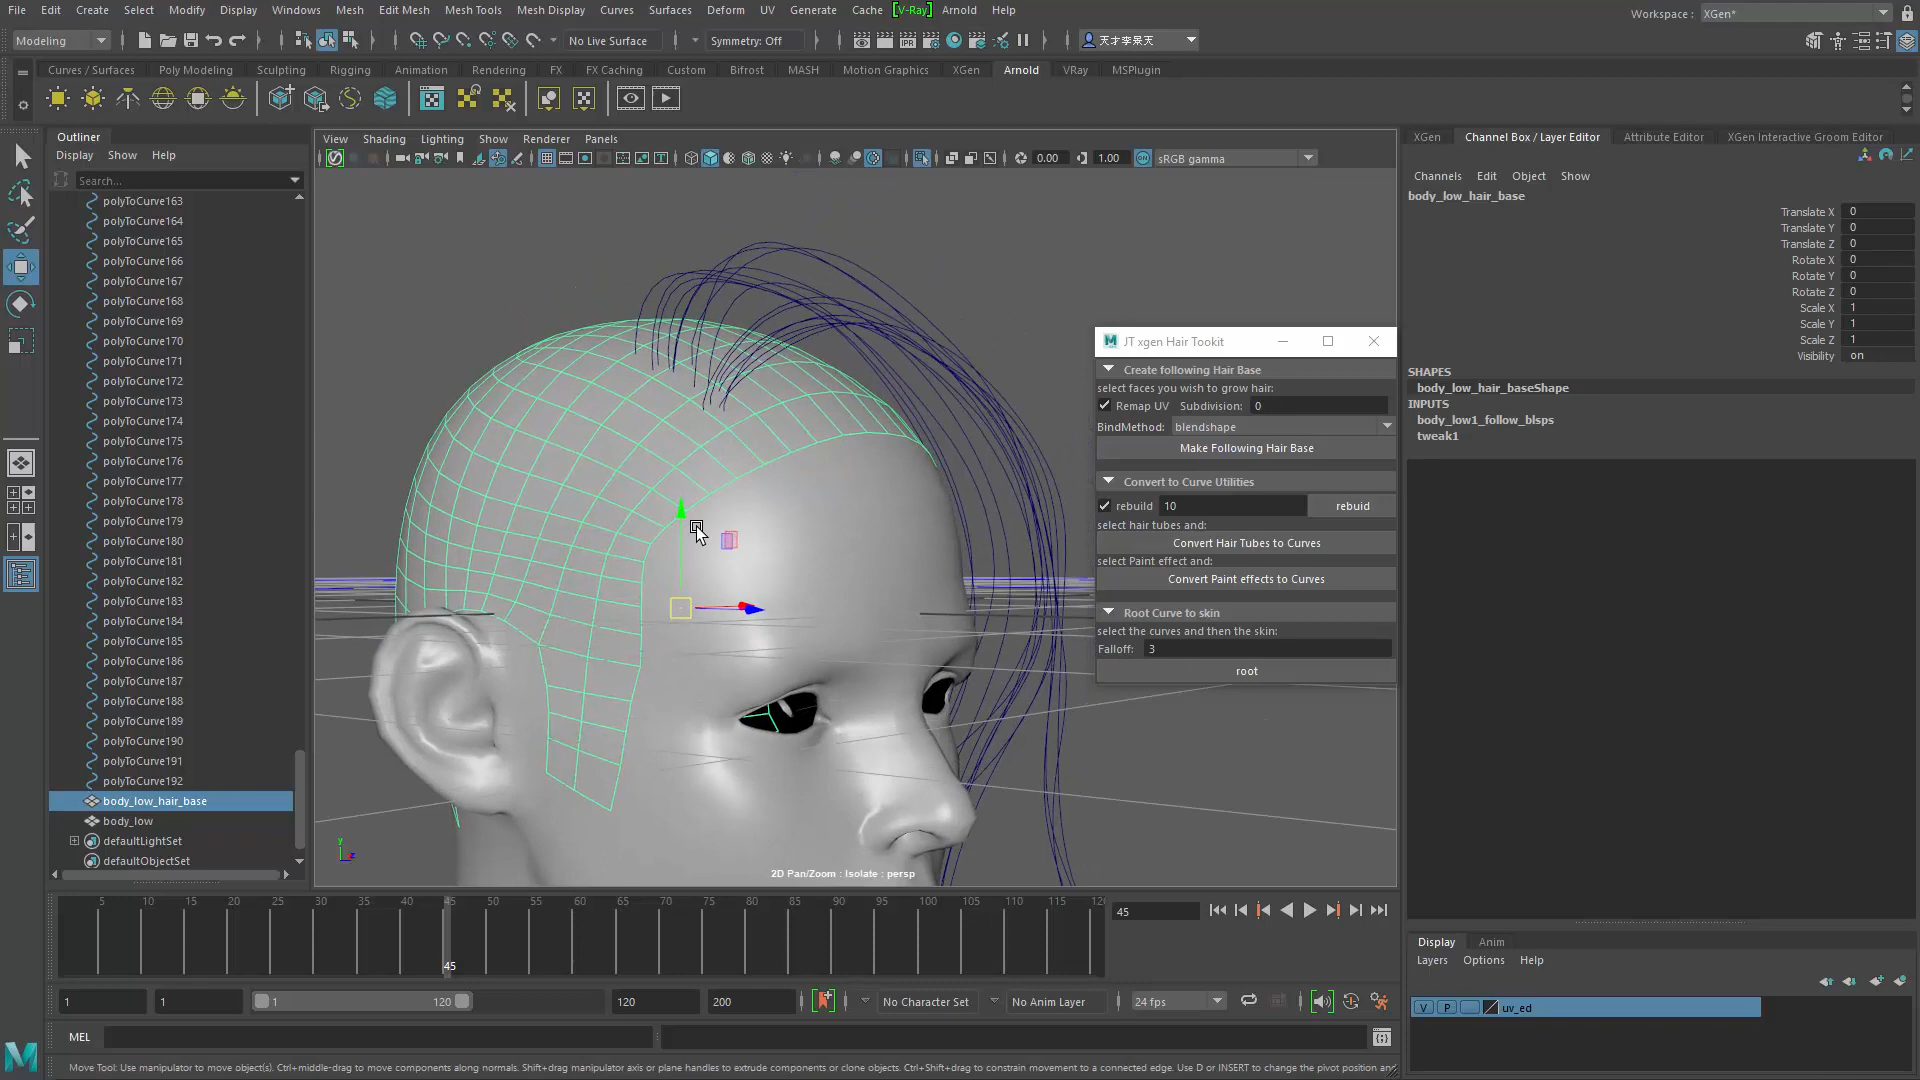 File Edit Create Select Modify Display Windows Mesh Edit Mesh Mesh Tools Mesh Display Curves Surfaces Deform UV Generate Cache [V-Ray] Arnold Help
Workspace : XGen*
Modeling No Live Surface Symmetry: Off 天才李杲天
Curves / Surfaces Poly Modeling Sculpting Rigging Animation Rendering FX FX Caching Custom Bifrost MASH Motion Graphics XGen Arnold VRay MSPlugin
Outliner
Display Show Help
Search...
polyToCurve163
polyToCurve164
polyToCurve165
polyToCurve166
polyToCurve167
polyToCurve168
polyToCurve169
polyToCurve170
polyToCurve171
polyToCurve172
polyToCurve173
polyToCurve174
polyToCurve175
polyToCurve176
polyToCurve177
polyToCurve178
polyToCurve179
polyToCurve180
polyToCurve181
polyToCurve182
polyToCurve183
polyToCurve184
polyToCurve185
polyToCurve186
polyToCurve187
polyToCurve188
polyToCurve189
polyToCurve190
polyToCurve191
polyToCurve192
body_low_hair_base
body_low
defaultLightSet
defaultObjectSet
View Shading Lighting Show Renderer Panels
0.00 1.00 ON sRGB gamma
JT xgen Hair Tookit
Create following Hair Base
select faces you wish to grow hair:
Remap UV Subdivision: 0
BindMethod: blendshape
Make Following Hair Base
Convert to Curve Utilities
rebuild 10 rebuid
select hair tubes and:
Convert Hair Tubes to Curves
select Paint effect and:
Convert Paint effects to Curves
Root Curve to skin
select the curves and then the skin:
Falloff: 3
root
y
z
2D Pan/Zoom : Isolate : persp
XGen Channel Box / Layer Editor Attribute Editor XGen Interactive Groom Editor
Channels Edit Object Show
body_low_hair_base
Translate X 0
Translate Y 0
Translate Z 0
Rotate X 0
Rotate Y 0
Rotate Z 0
Scale X 1
Scale Y 1
Scale Z 1
Visibility on
SHAPES
body_low_hair_baseShape
INPUTS
body_low1_follow_blsps
tweak1
Display Anim
Layers Options Help
V P uv_ed
5 10 15 20 25 30 35 40 45 50 55 60 65 70 75 80 85 90 95 100 105 110 115 12
45
45
1 1 1 120 120 200 No Character Set No Anim Layer 24 fps
MEL
Move Tool: Use manipulator to move object(s). Ctrl+middle-drag to move components along normals. Shift+drag manipulator axis or plane handles to extrude components or clone objects. Ctrl+Shift+drag to constrain movement to a connected edge. Use D or INSERT to change the pivot position and